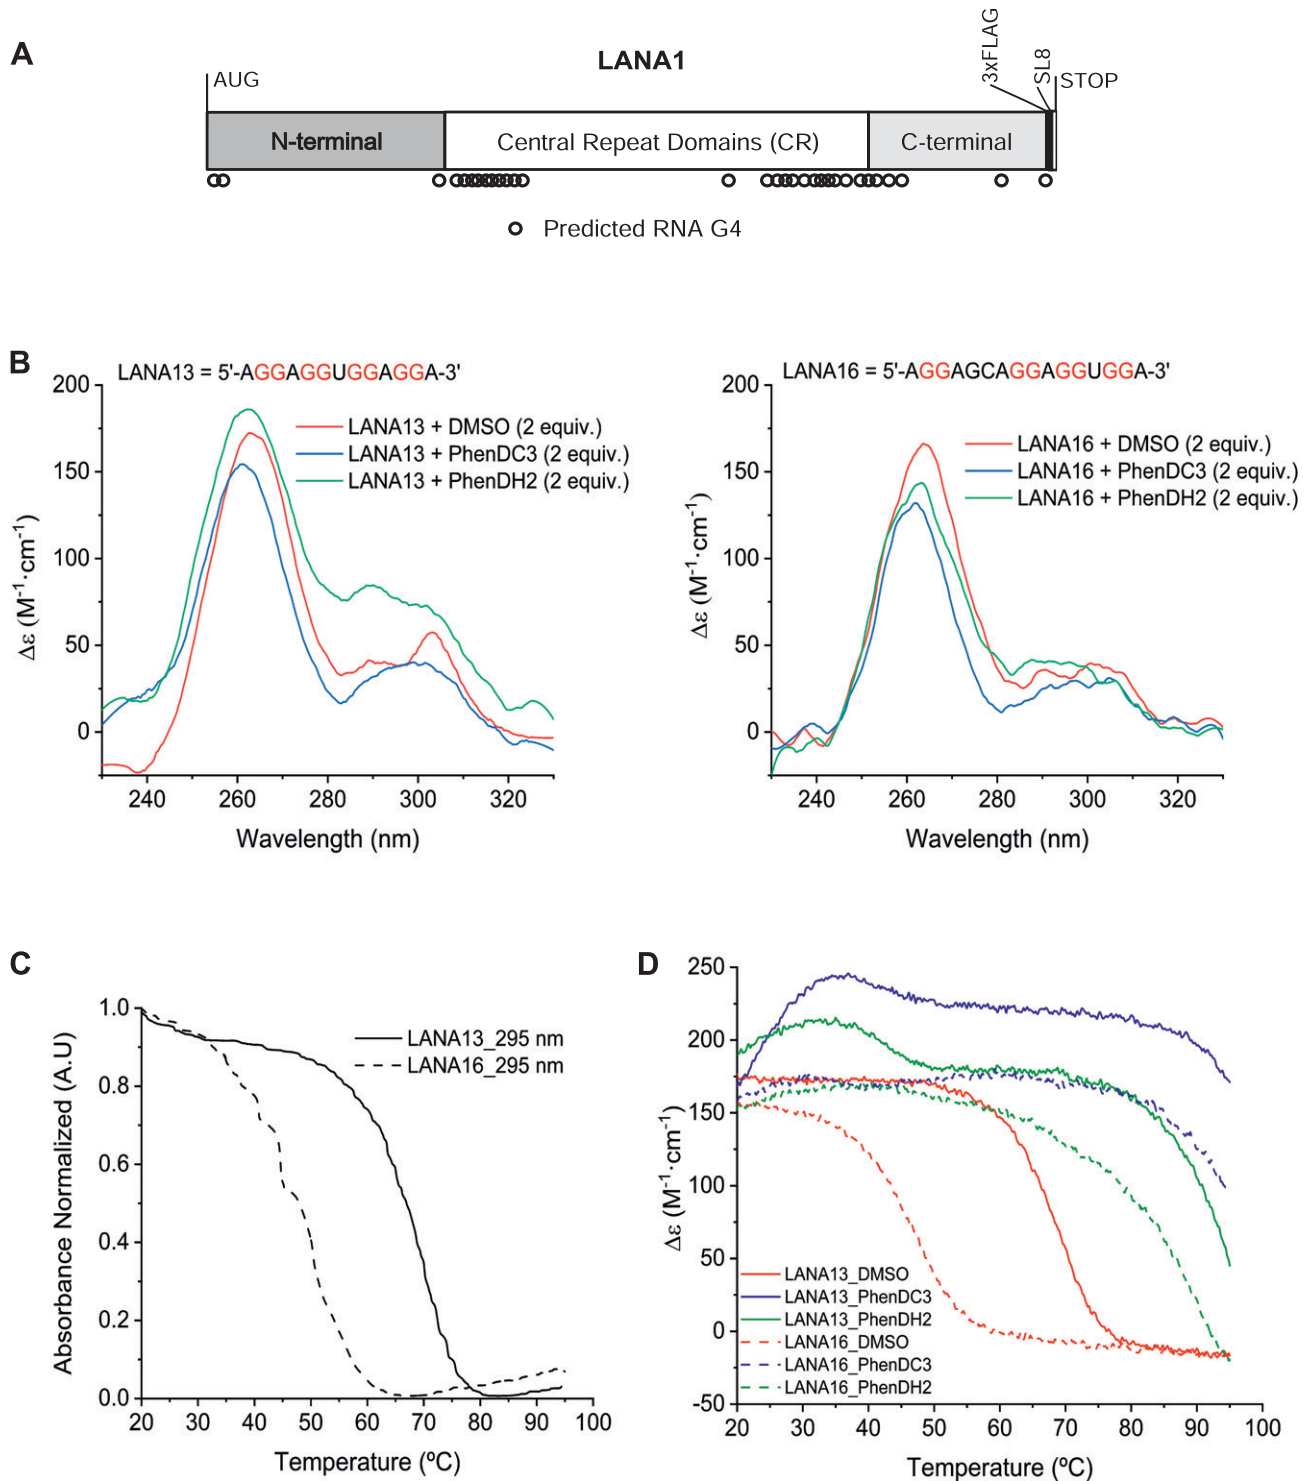 A
LANA1
AUG
3xFLAG
SL8
STOP
N-terminal
Central Repeat Domains (CR)
C-terminal
Predicted RNA G4
B
LANA13 = 5'-AGGAGGUGGAGGA-3'
200
150
100
50
0
Δε (M⁻¹·cm⁻¹)
LANA13 + DMSO (2 equiv.)
LANA13 + PhenDC3 (2 equiv.)
LANA13 + PhenDH2 (2 equiv.)
240 260 280 300 320
Wavelength (nm)
LANA16 = 5'-AGGAGCAGGAGGUGGA-3'
200
150
100
50
0
Δε (M⁻¹·cm⁻¹)
LANA16 + DMSO (2 equiv.)
LANA16 + PhenDC3 (2 equiv.)
LANA16 + PhenDH2 (2 equiv.)
240 260 280 300 320
Wavelength (nm)
C
1.0
0.8
0.6
0.4
0.2
0.0
Absorbance Normalized (A.U)
LANA13_295 nm
LANA16_295 nm
20 30 40 50 60 70 80 90 100
Temperature (ºC)
D
250
200
150
100
50
0
-50
Δε (M⁻¹·cm⁻¹)
LANA13_DMSO
LANA13_PhenDC3
LANA13_PhenDH2
LANA16_DMSO
LANA16_PhenDC3
LANA16_PhenDH2
20 30 40 50 60 70 80 90 100
Temperature (ºC)